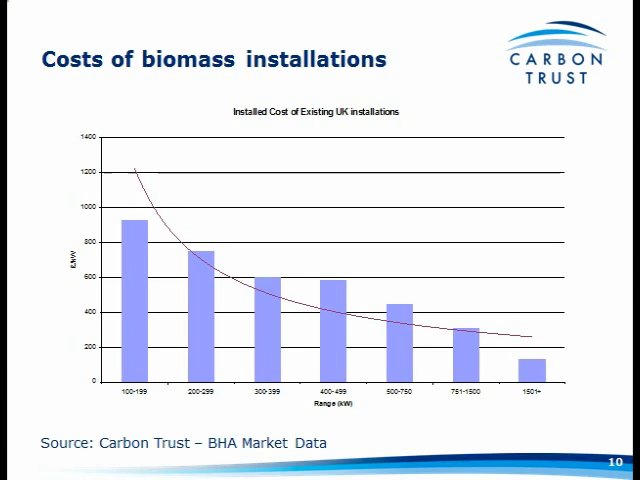 Costs of biomass installations
CARBON
TRUST
Installed Cost of Existing UK installations
1400
1200
1000
800
600
400
200
0
£/kW
100-199
200-299
300-399
400-499
500-750
751-1500
1501+
Range (kW)
Source: Carbon Trust – BHA Market Data
10